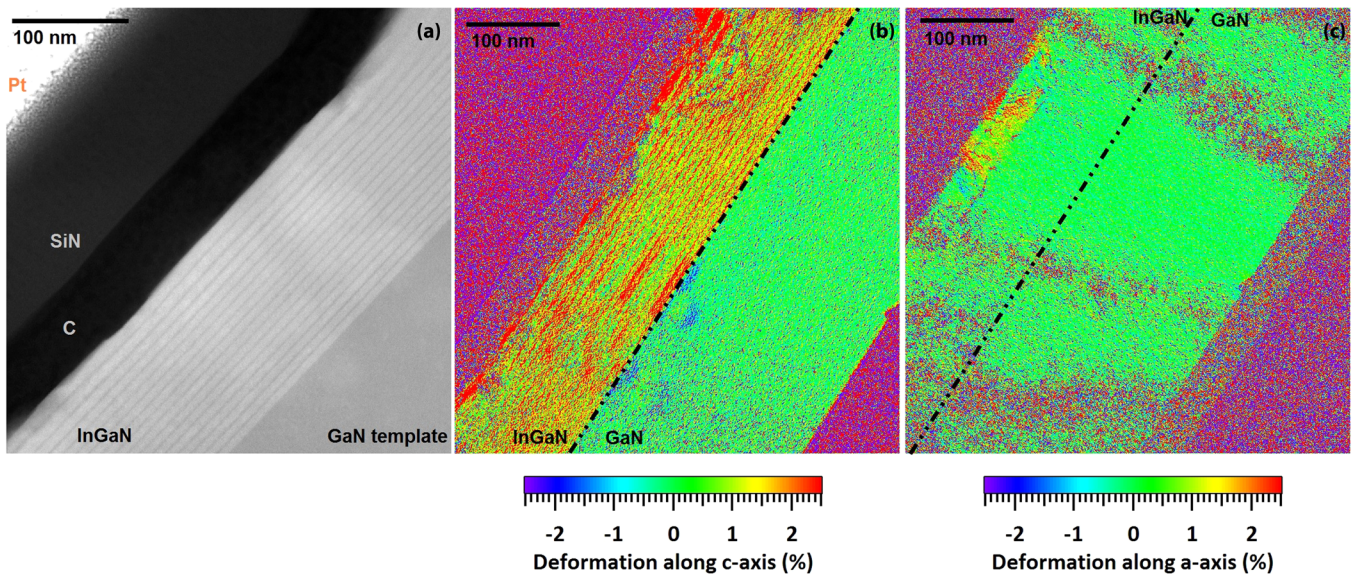 (a)
100 nm
Pt
SiN
C
InGaN
GaN template
(b)
100 nm
InGaN
GaN
-2 -1 0 1 2
Deformation along c-axis (%)
InGaN GaN
(c)
100 nm
-2 -1 0 1 2
Deformation along a-axis (%)